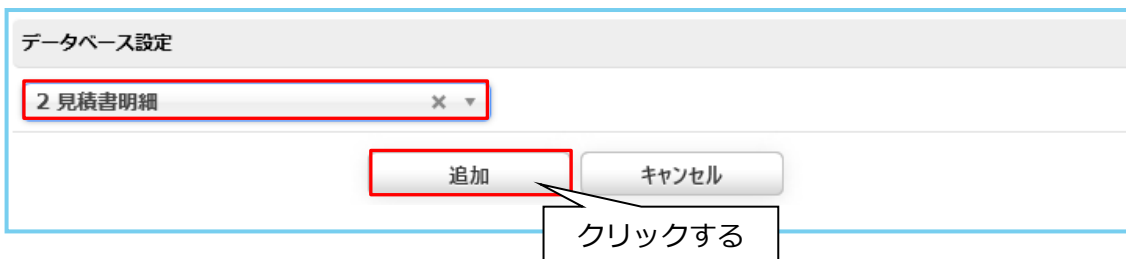 データベース設定
2 見積書明細
追加
キャンセル
クリックする